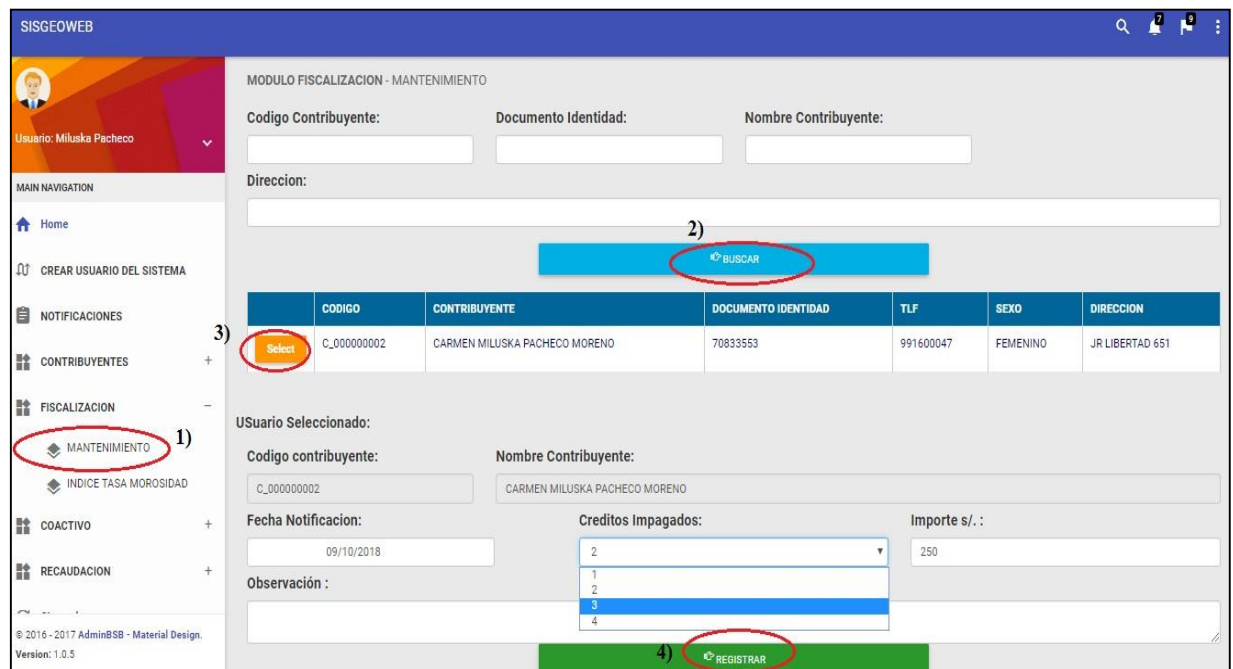 SISGEOWEB
7
9
Usuario: Miluska Pacheco
MAIN NAVIGATION
Home
CREAR USUARIO DEL SISTEMA
NOTIFICACIONES
CONTRIBUYENTES +
FISCALIZACION −
MANTENIMIENTO 1)
INDICE TASA MOROSIDAD
COACTIVO +
RECAUDACION +
© 2016 - 2017 AdminBSB - Material Design.
Version: 1.0.5
MODULO FISCALIZACION - MANTENIMIENTO
Codigo Contribuyente: Documento Identidad: Nombre Contribuyente:
Direccion:
2)
BUSCAR
CODIGO CONTRIBUYENTE DOCUMENTO IDENTIDAD TLF SEXO DIRECCION
3) Select C_000000002 CARMEN MILUSKA PACHECO MORENO 70833553 991600047 FEMENINO JR LIBERTAD 651
USuario Seleccionado:
Codigo contribuyente: Nombre Contribuyente:
C_000000002 CARMEN MILUSKA PACHECO MORENO
Fecha Notificacion: Creditos Impagados: Importe s/. :
09/10/2018 2 250
1
2
3
4
Observación :
4) REGISTRAR